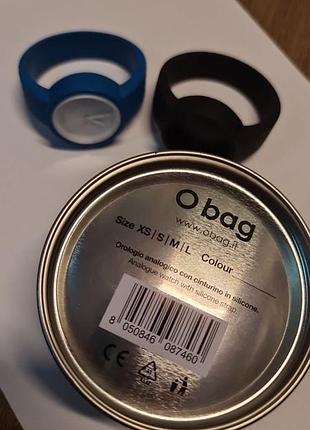 O bag
www.obag.it
Size XS | S | M | L Colour
Orologio analogico con cinturino in silicone.
Analogue watch with silicone strap.
8 050846 087460
CE